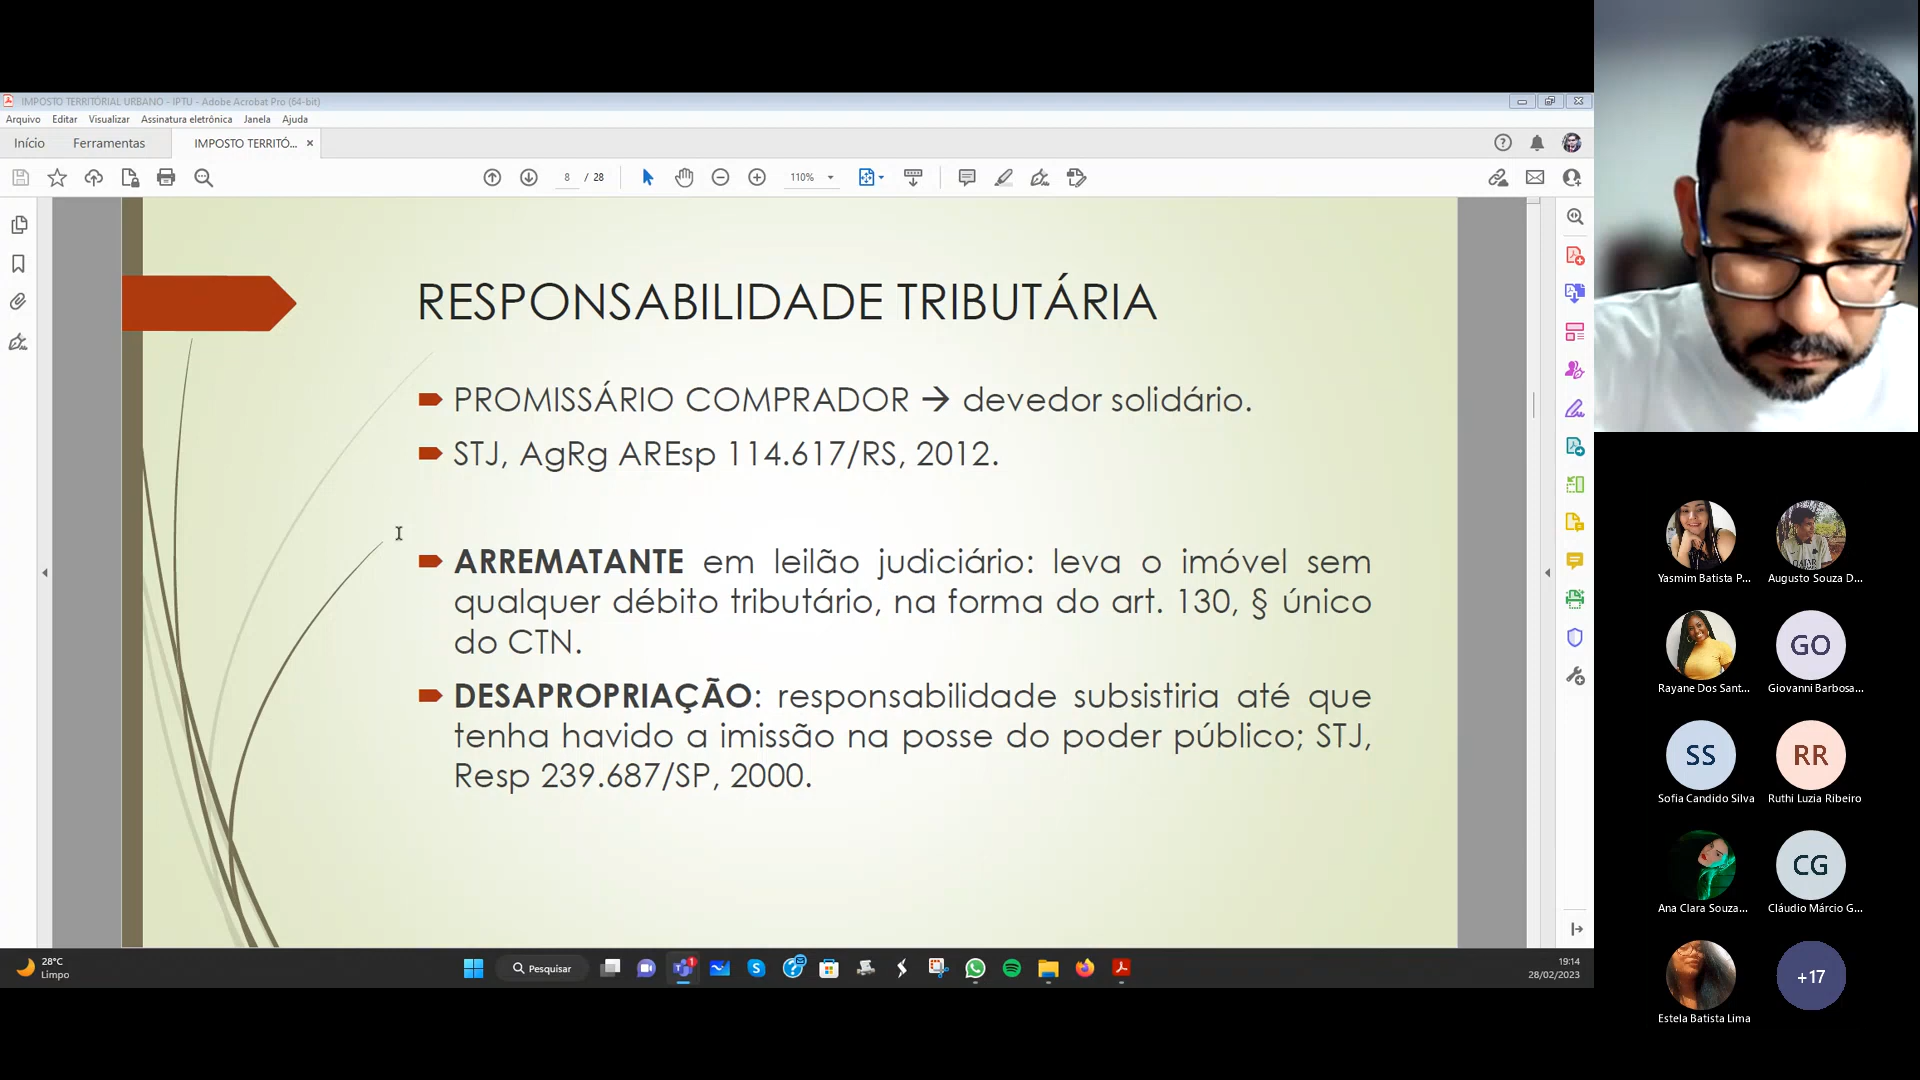 IMPOSTO TERRITÓRIAL URBANO - IPTU - Adobe Acrobat Pro (64-bit)
Arquivo Editar Visualizar Assinatura eletrônica Janela Ajuda
Início Ferramentas IMPOSTO TERRITÓ... ×
8 / 28 110%
RESPONSABILIDADE TRIBUTÁRIA
PROMISSÁRIO COMPRADOR → devedor solidário.
STJ, AgRg AREsp 114.617/RS, 2012.
ARREMATANTE em leilão judiciário: leva o imóvel sem
qualquer débito tributário, na forma do art. 130, § único
do CTN.
DESAPROPRIAÇÃO: responsabilidade subsistiria até que
tenha havido a imissão na posse do poder público; STJ,
Resp 239.687/SP, 2000.
Yasmim Batista P... Augusto Souza D...
Rayane Dos Sant... GO Giovanni Barbosa...
SS RR
Sofia Candido Silva Ruthi Luzia Ribeiro
CG
Ana Clara Souza... Cláudio Márcio G...
+17
Estela Batista Lima
28°C
Limpo
Pesquisar
1
19:14
28/02/2023